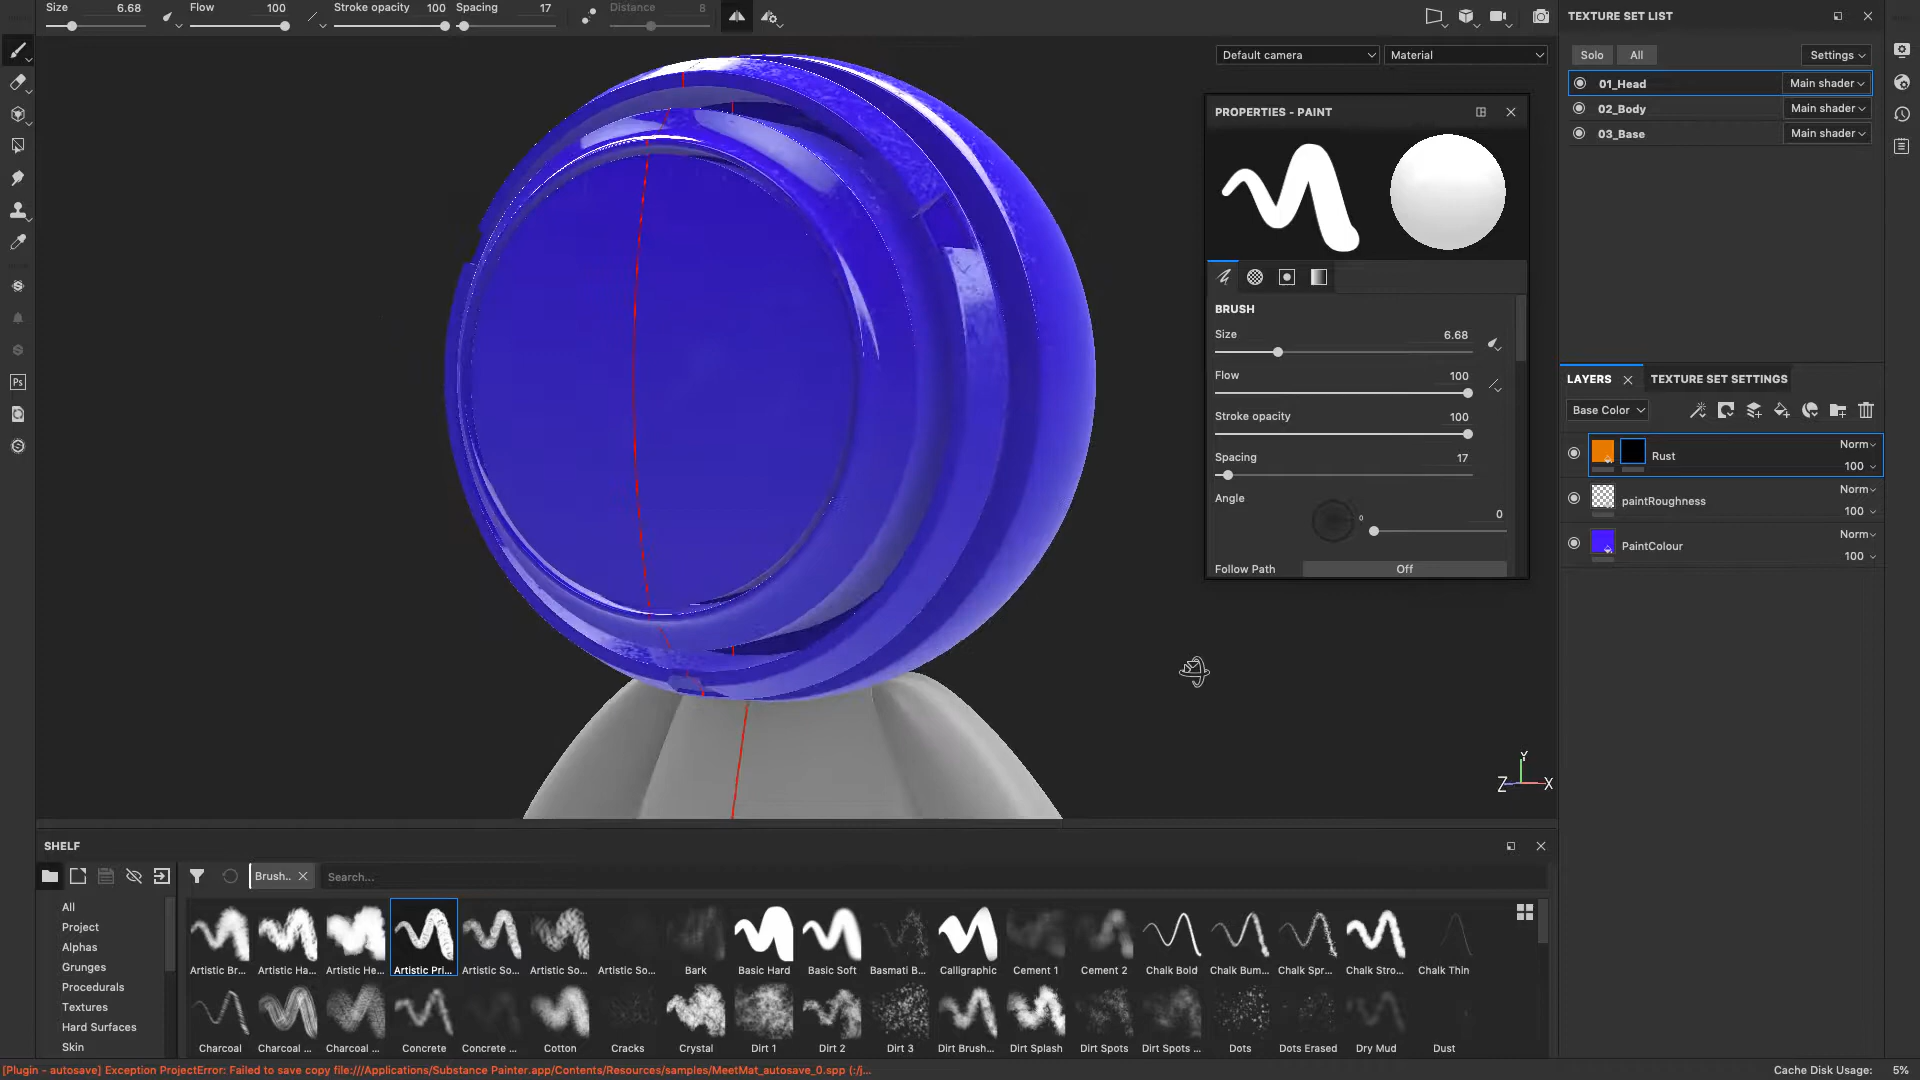 Size 6.68 Flow 100 Stroke opacity 100 Spacing 17 Distance 8
Default camera Material
PROPERTIES - PAINT
BRUSH
Size 6.68
Flow 100
Stroke opacity 100
Spacing 17
Angle
0 0
Follow Path Off
Y
Z X
TEXTURE SET LIST
Solo All Settings
01_Head Main shader
02_Body Main shader
03_Base Main shader
LAYERS TEXTURE SET SETTINGS
Base Color
Rust Norm 100
paintRoughness Norm 100
PaintColour Norm 100
Ps
SHELF
Brush.. Search...
All
Project
Alphas
Grunges
Procedurals
Textures
Hard Surfaces
Skin
Artistic Br... Artistic Ha... Artistic He... Artistic Pri... Artistic So... Artistic So... Artistic So... Bark Basic Hard Basic Soft Basmati B... Calligraphic Cement 1 Cement 2 Chalk Bold Chalk Bum... Chalk Spr... Chalk Stro... Chalk Thin
Charcoal Charcoal ... Charcoal ... Concrete Concrete ... Cotton Cracks Crystal Dirt 1 Dirt 2 Dirt 3 Dirt Brush... Dirt Splash Dirt Spots Dirt Spots ... Dots Dots Erased Dry Mud Dust
[Plugin - autosave] Exception ProjectError: Failed to save copy file:///Applications/Substance Painter.app/Contents/Resources/samples/MeetMat_autosave_0.spp (:/j...
Cache Disk Usage: 5%